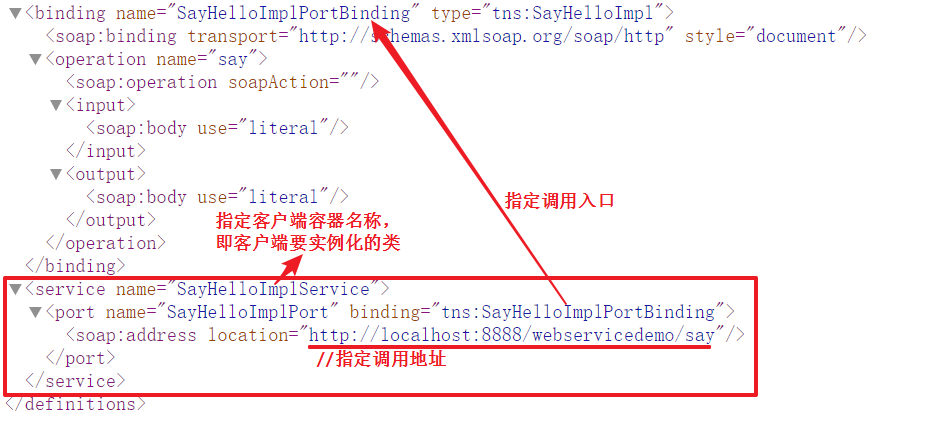 ▼<binding name="SayHelloImplPortBinding" type="tns:SayHelloImpl">
<soap:binding transport="http://schemas.xmlsoap.org/soap/http" style="document"/>
▼<operation name="say">
<soap:operation soapAction=""/>
▼<input>
<soap:body use="literal"/>
</input>
▼<output>
<soap:body use="literal"/>
</output>
</operation>
</binding>
指定调用入口
指定客户端容器名称，
即客户端要实例化的类
▼<service name="SayHelloImplService">
▼<port name="SayHelloImplPort" binding="tns:SayHelloImplPortBinding">
<soap:address location="http://localhost:8888/webservicedemo/say"/>
</port>
//指定调用地址
</service>
</definitions>